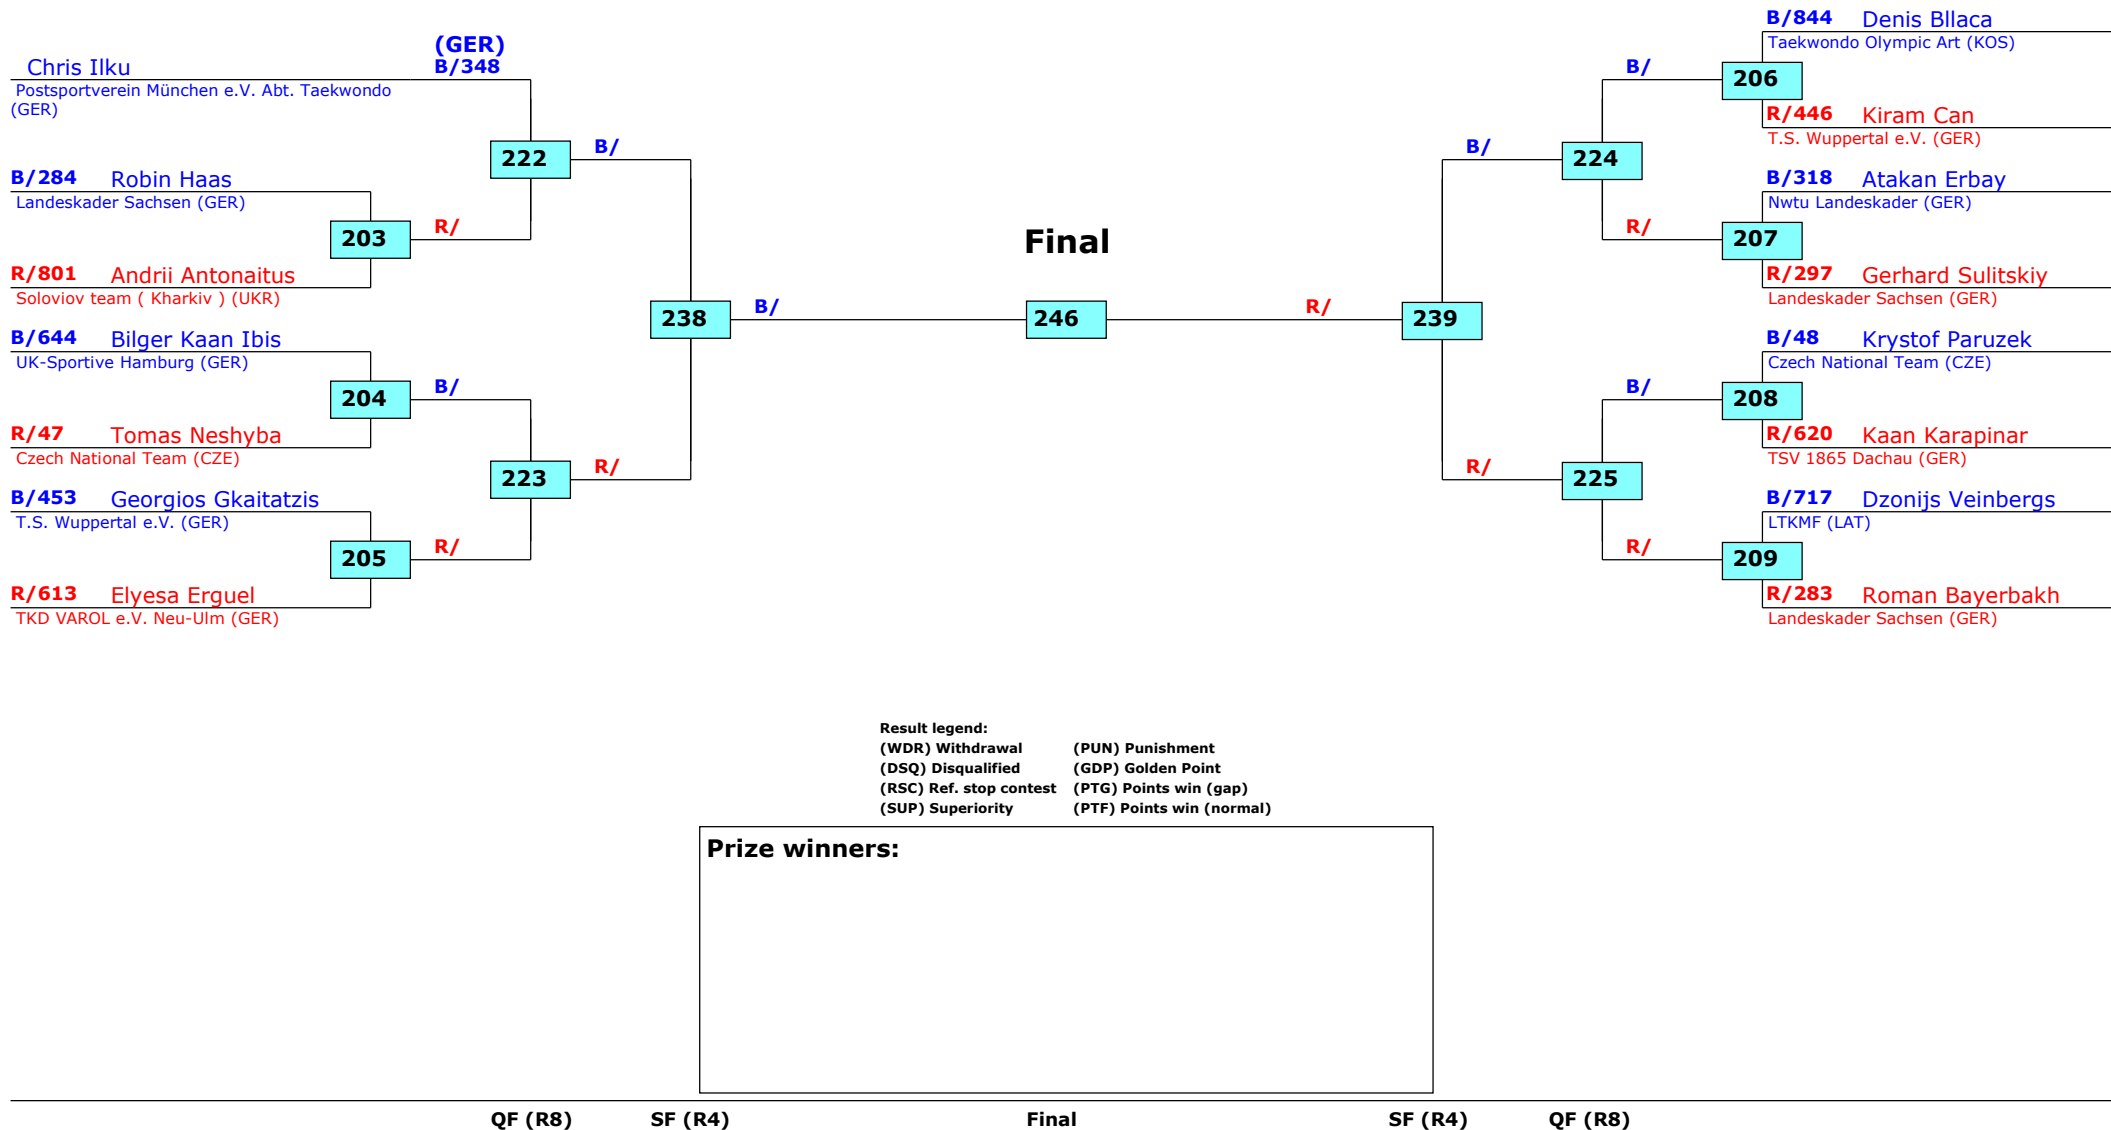 (GER)
Chris Ilku B/348
Postsportverein München e.V. Abt. Taekwondo
(GER)
222 B/
B/284 Robin Haas
Landeskader Sachsen (GER)
203 R/
R/801 Andrii Antonaitus
Soloviov team ( Kharkiv ) (UKR)
238 B/
B/644 Bilger Kaan Ibis
UK-Sportive Hamburg (GER)
204 B/
R/47 Tomas Neshyba
Czech National Team (CZE)
223 R/
B/453 Georgios Gkaitatzis
T.S. Wuppertal e.V. (GER)
205 R/
R/613 Elyesa Erguel
TKD VAROL e.V. Neu-Ulm (GER)
Final
246
B/844 Denis Bllaca
Taekwondo Olympic Art (KOS)
B/ 206
R/446 Kiram Can
T.S. Wuppertal e.V. (GER)
B/ 224
B/318 Atakan Erbay
Nwtu Landeskader (GER)
R/ 207
R/297 Gerhard Sulitskiy
Landeskader Sachsen (GER)
R/ 239
B/48 Krystof Paruzek
Czech National Team (CZE)
B/ 208
R/620 Kaan Karapinar
TSV 1865 Dachau (GER)
R/ 225
B/717 Dzonijs Veinbergs
LTKMF (LAT)
R/ 209
R/283 Roman Bayerbakh
Landeskader Sachsen (GER)
Result legend:
(WDR) Withdrawal (PUN) Punishment
(DSQ) Disqualified (GDP) Golden Point
(RSC) Ref. stop contest (PTG) Points win (gap)
(SUP) Superiority (PTF) Points win (normal)
Prize winners:
QF (R8) SF (R4) Final SF (R4) QF (R8)